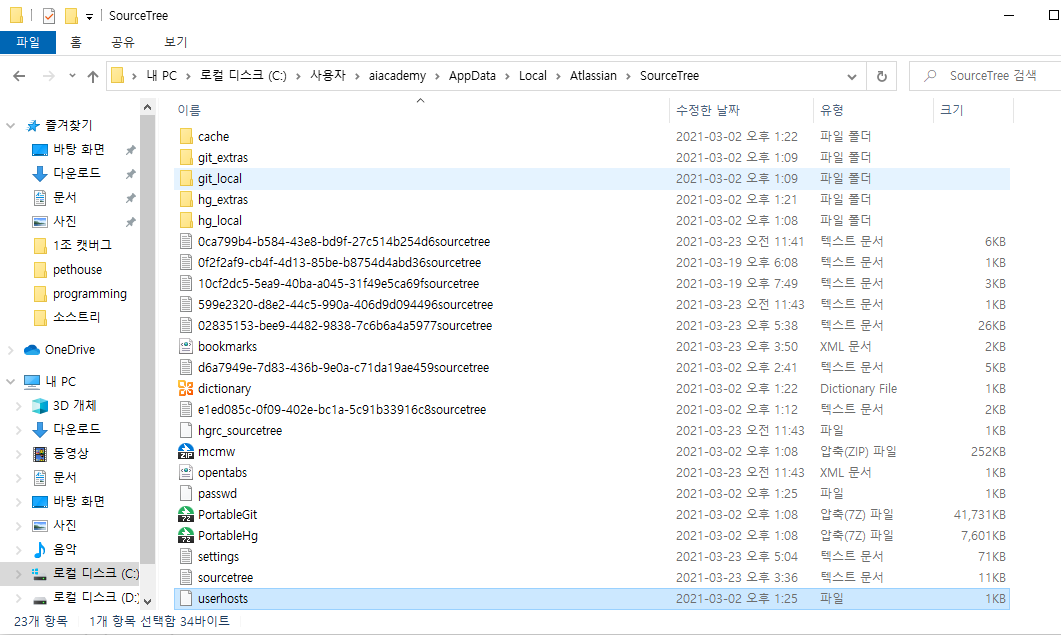 SourceTree
파일 홈 공유 보기
내 PC > 로컬 디스크 (C:) > 사용자 > aiacademy > AppData > Local > Atlassian > SourceTree
SourceTree 검색
즐겨찾기
바탕 화면
다운로드
문서
사진
1조 캣버그
pethouse
programming
소스트리
OneDrive
내 PC
3D 개체
다운로드
동영상
문서
바탕 화면
사진
음악
로컬 디스크 (C:)
로컬 디스크 (D:)
이름 수정한 날짜 유형 크기
cache 2021-03-02 오후 1:22 파일 폴더
git_extras 2021-03-02 오후 1:09 파일 폴더
git_local 2021-03-02 오후 1:09 파일 폴더
hg_extras 2021-03-02 오후 1:21 파일 폴더
hg_local 2021-03-02 오후 1:08 파일 폴더
0ca799b4-b584-43e8-bd9f-27c514b254d6sourcetree 2021-03-23 오전 11:41 텍스트 문서 6KB
0f2f2af9-cb4f-4d13-85be-b8754d4abd36sourcetree 2021-03-19 오후 6:08 텍스트 문서 1KB
10cf2dc5-5ea9-40ba-a045-31f49e5ca69fsourcetree 2021-03-19 오후 7:49 텍스트 문서 3KB
599e2320-d8e2-44c5-990a-406d9d094496sourcetree 2021-03-23 오전 11:43 텍스트 문서 1KB
02835153-bee9-4482-9838-7c6b6a4a5977sourcetree 2021-03-23 오후 5:38 텍스트 문서 26KB
bookmarks 2021-03-23 오후 3:50 XML 문서 2KB
d6a7949e-7d83-436b-9e0a-c71da19ae459sourcetree 2021-03-22 오후 2:41 텍스트 문서 5KB
dictionary 2021-03-02 오후 1:22 Dictionary File 1KB
e1ed085c-0f09-402e-bc1a-5c91b33916c8sourcetree 2021-03-09 오후 1:12 텍스트 문서 2KB
hgrc_sourcetree 2021-03-23 오전 11:43 파일 1KB
mcmw 2021-03-02 오후 1:08 압축(ZIP) 파일 252KB
opentabs 2021-03-23 오전 11:43 XML 문서 1KB
passwd 2021-03-02 오후 1:25 파일 1KB
PortableGit 2021-03-02 오후 1:08 압축(7Z) 파일 41,731KB
PortableHg 2021-03-02 오후 1:08 압축(7Z) 파일 7,601KB
settings 2021-03-23 오후 5:04 텍스트 문서 71KB
sourcetree 2021-03-23 오후 3:36 텍스트 문서 11KB
userhosts 2021-03-02 오후 1:25 파일 1KB
23개 항목 1개 항목 선택함 34바이트